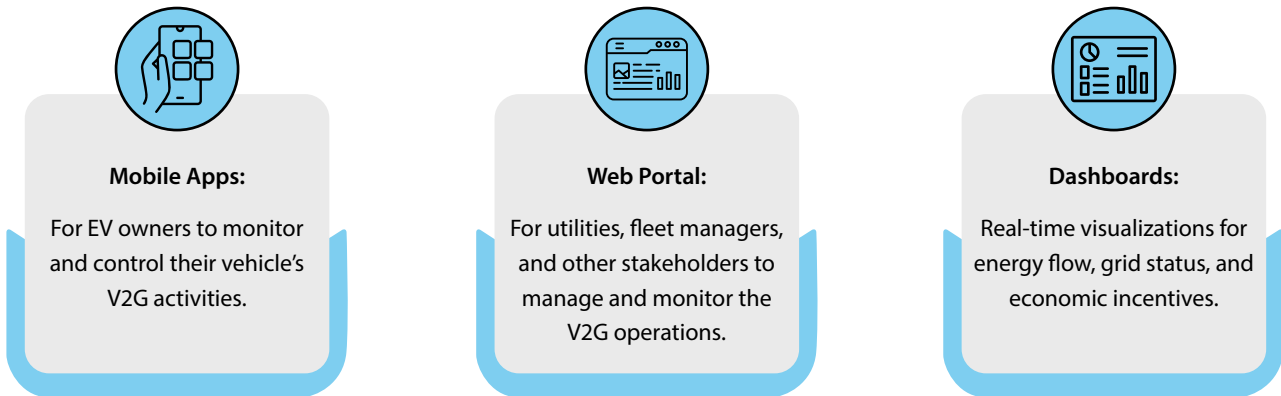 Mobile Apps:
For EV owners to monitor
and control their vehicle’s
V2G activities.
Web Portal:
For utilities, fleet managers,
and other stakeholders to
manage and monitor the
V2G operations.
Dashboards:
Real-time visualizations for
energy flow, grid status, and
economic incentives.